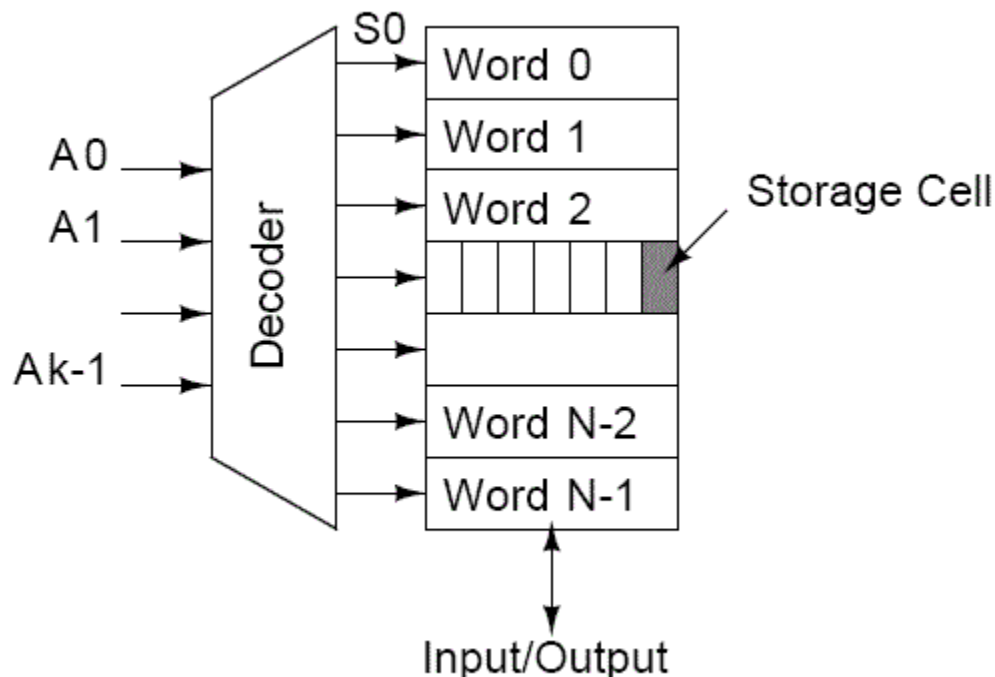 S0
Word 0
Word 1
A0
Word 2
Storage Cell
A1
Decoder
Ak-1
Word N-2
Word N-1
Input/Output